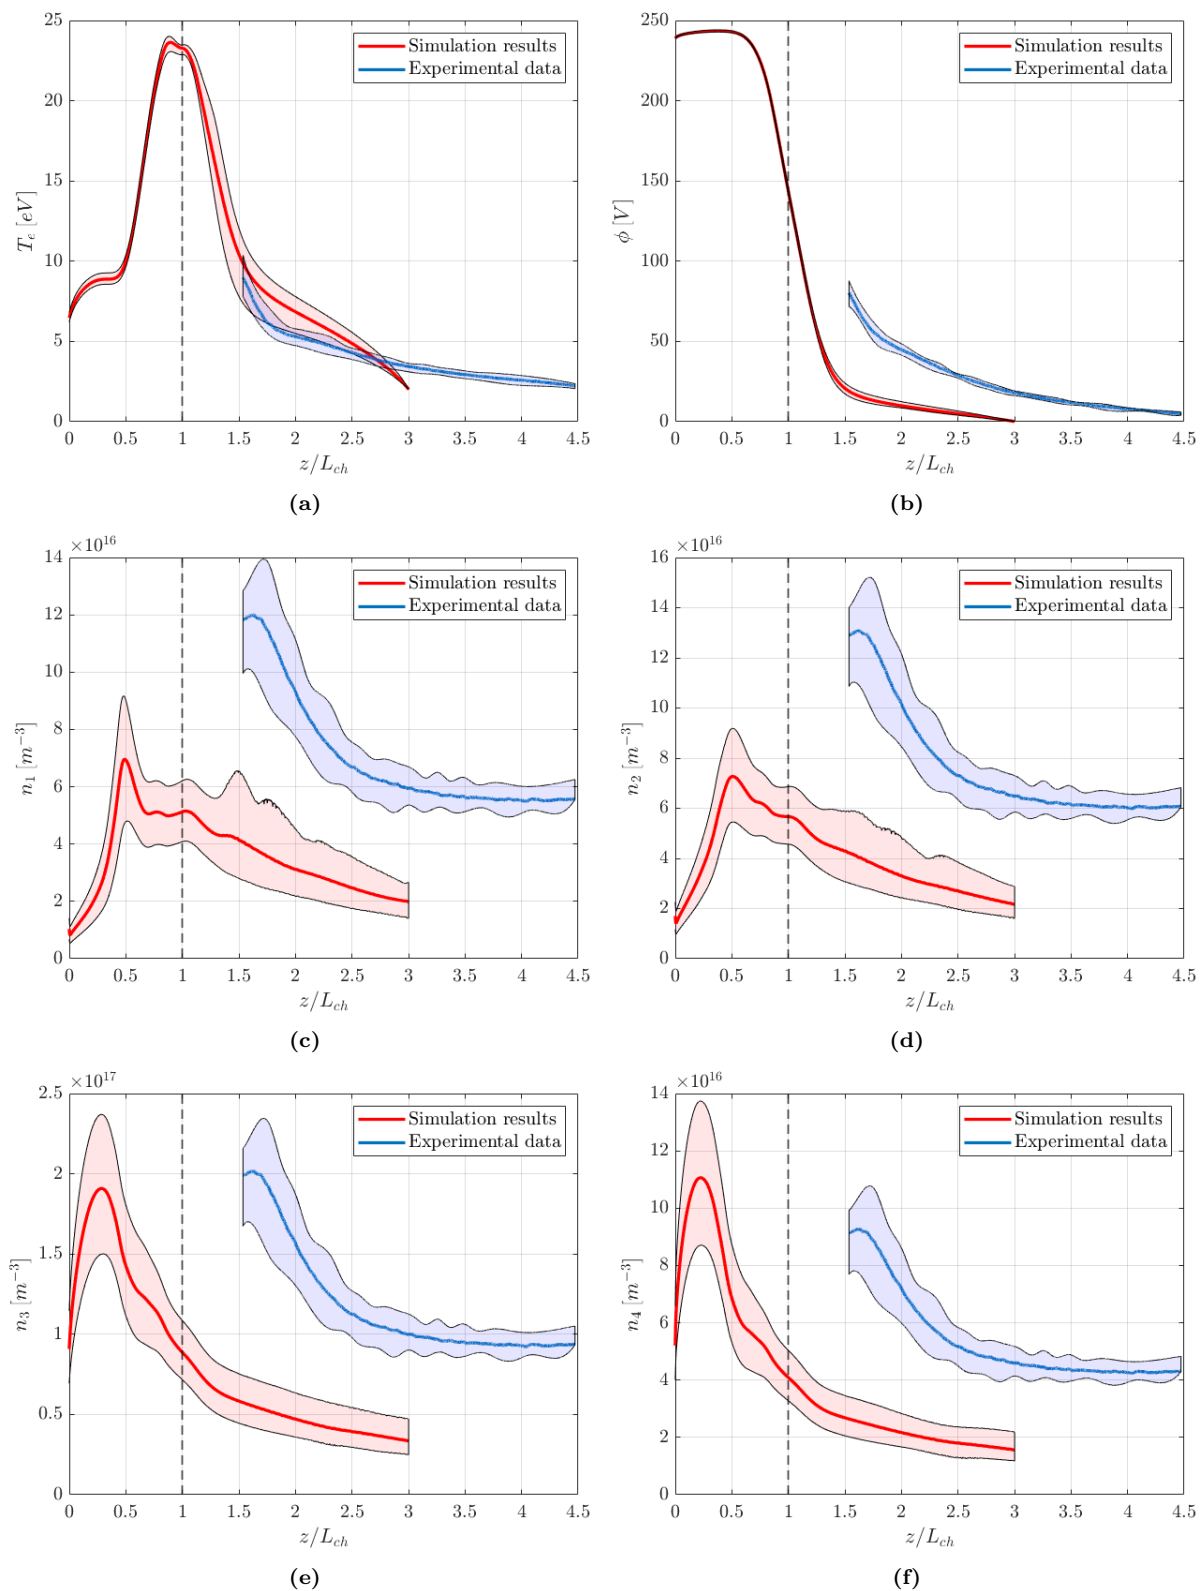 25
20
15
10
5
0
T_e [eV]
Simulation results
Experimental data
0 0.5 1 1.5 2 2.5 3 3.5 4 4.5
z/L_ch
(a)
250
200
150
100
50
0
ϕ [V]
Simulation results
Experimental data
0 0.5 1 1.5 2 2.5 3 3.5 4 4.5
z/L_ch
(b)
×10^16
14
12
10
8
6
4
2
0
n_1 [m^−3]
Simulation results
Experimental data
0 0.5 1 1.5 2 2.5 3 3.5 4 4.5
z/L_ch
(c)
×10^16
16
14
12
10
8
6
4
2
0
n_2 [m^−3]
Simulation results
Experimental data
0 0.5 1 1.5 2 2.5 3 3.5 4 4.5
z/L_ch
(d)
×10^17
2.5
2
1.5
1
0.5
0
n_3 [m^−3]
Simulation results
Experimental data
0 0.5 1 1.5 2 2.5 3 3.5 4 4.5
z/L_ch
(e)
×10^16
14
12
10
8
6
4
2
0
n_4 [m^−3]
Simulation results
Experimental data
0 0.5 1 1.5 2 2.5 3 3.5 4 4.5
z/L_ch
(f)